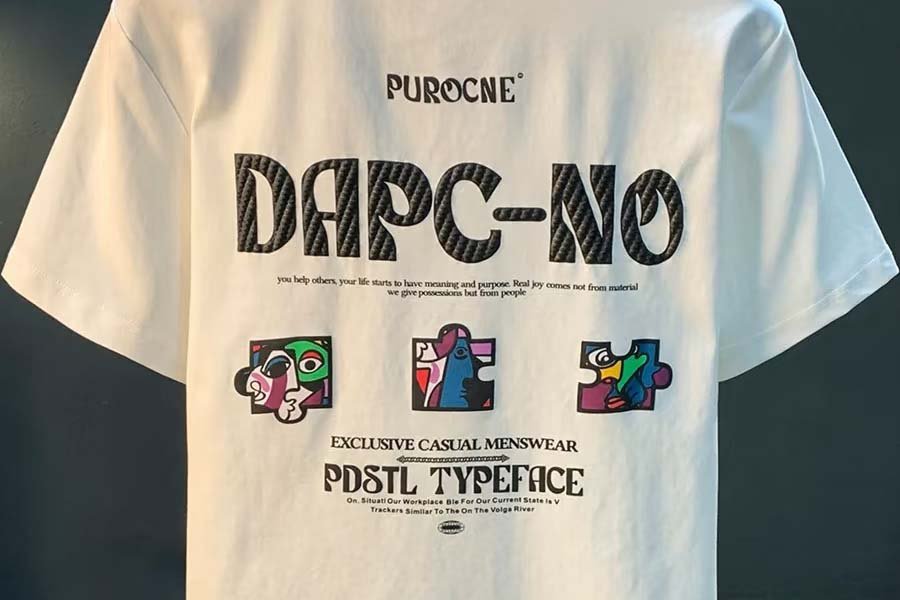 PUROCNE°
DAPC-NO
you help others, your life starts to have meaning and purpose. Real joy comes not from material
we give possessions but from people
EXCLUSIVE CASUAL MENSWEAR
PDSTL TYPEFACE
On. Situatl Our Workplace Ble For Our Current State Is V
Trackers Similar To The On The Volga River